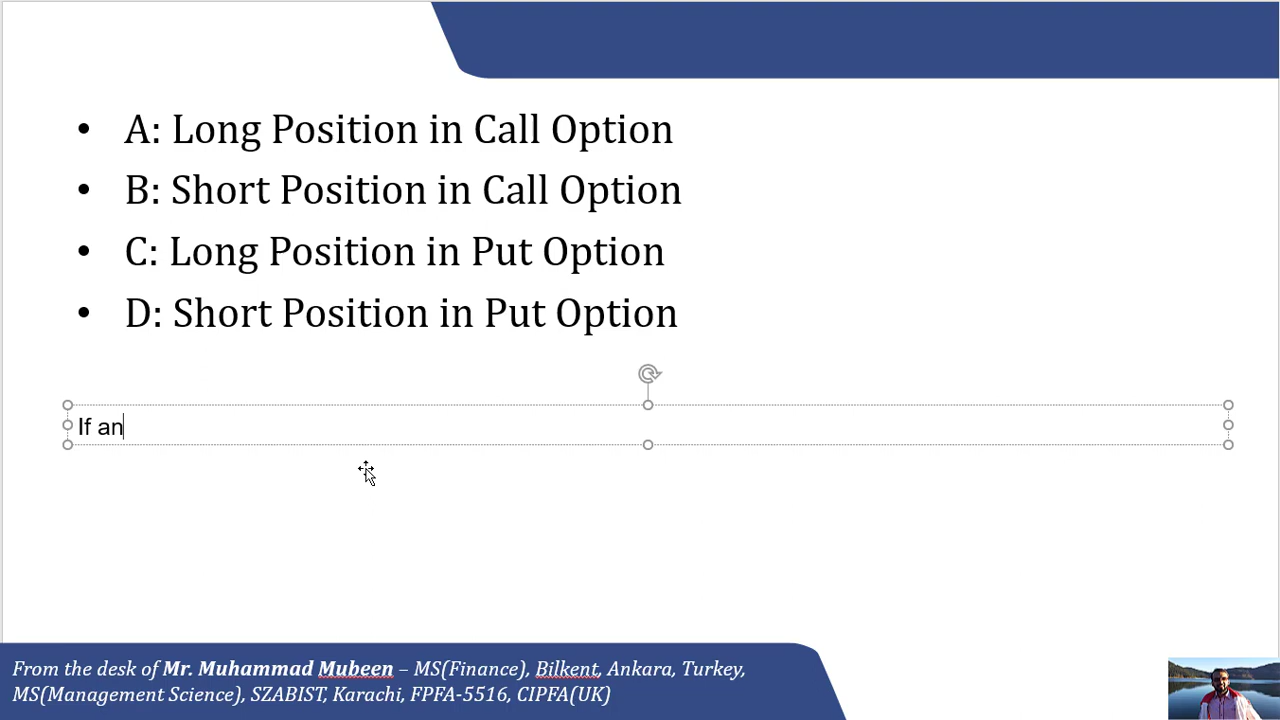 • A: Long Position in Call Option
• B: Short Position in Call Option
• C: Long Position in Put Option
• D: Short Position in Put Option
If an
From the desk of Mr. Muhammad Mubeen – MS(Finance), Bilkent, Ankara, Turkey,
MS(Management Science), SZABIST, Karachi, FPFA-5516, CIPFA(UK)